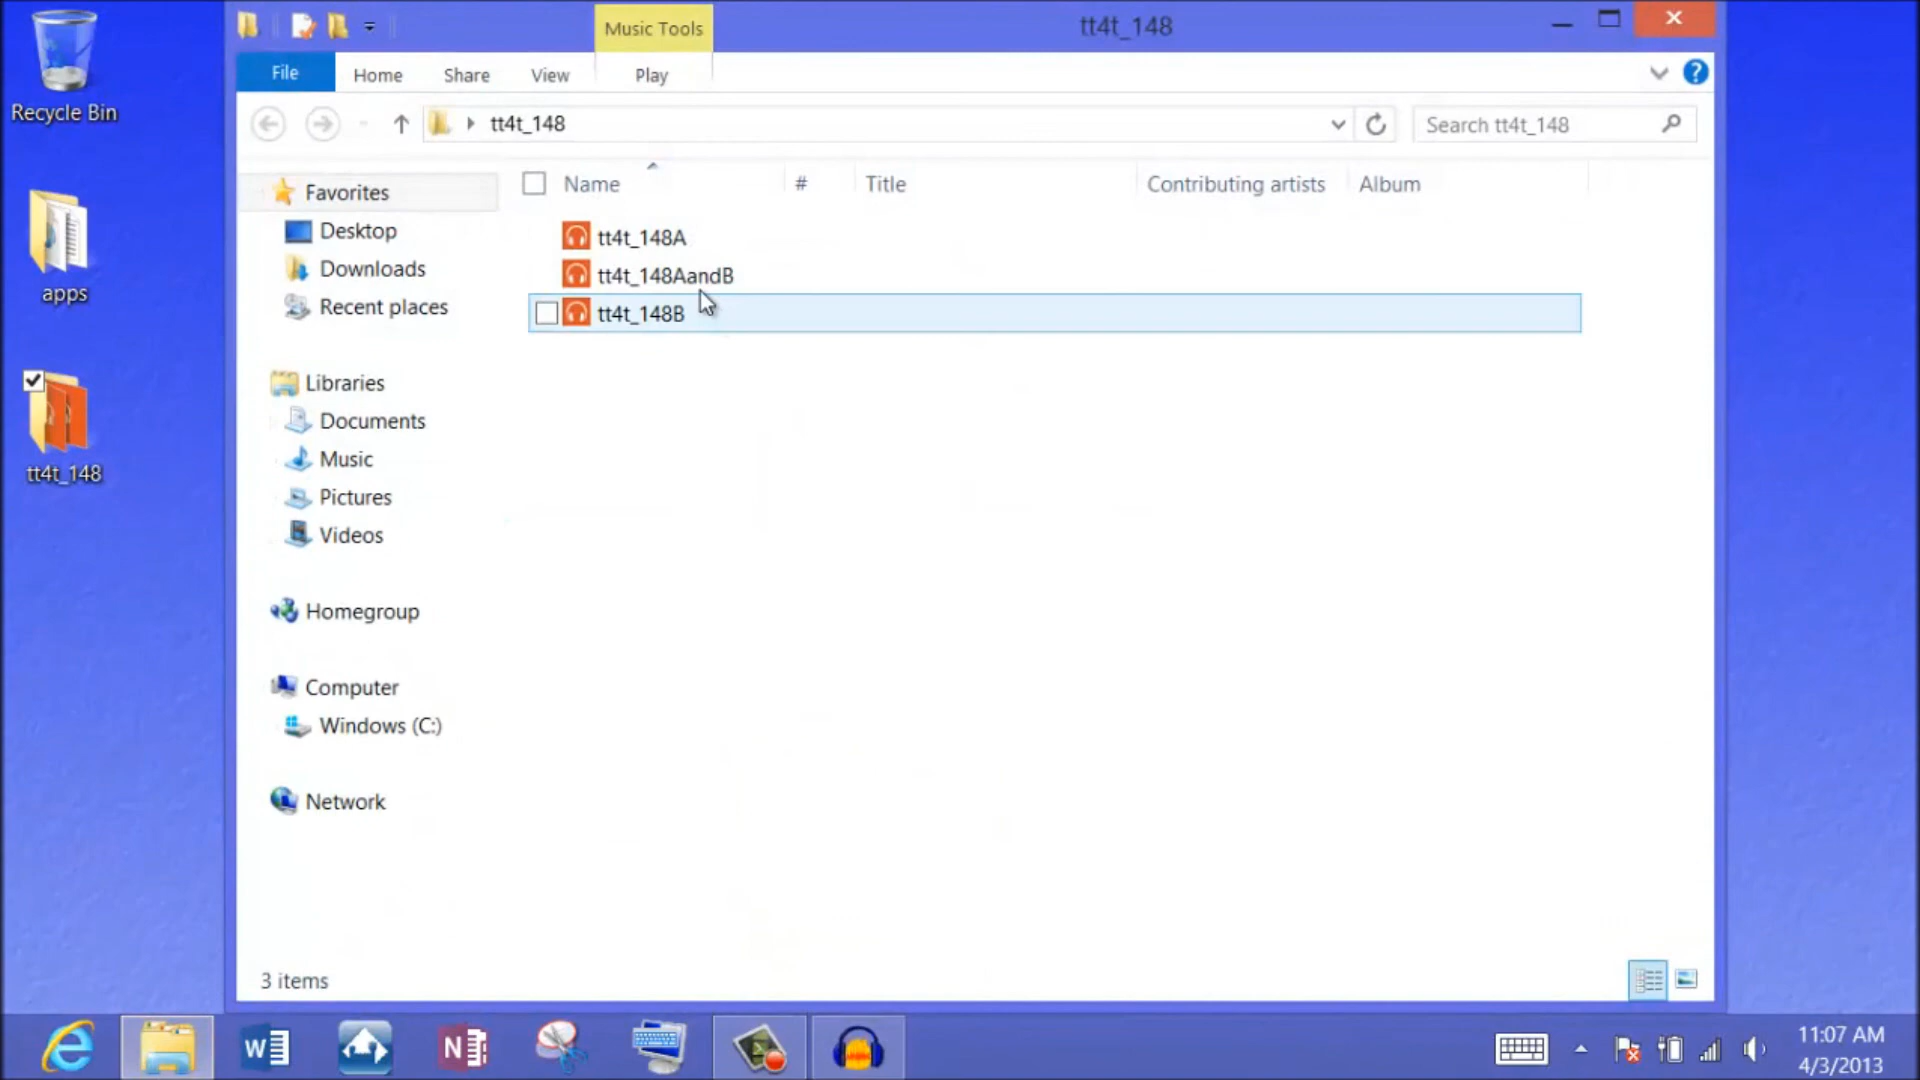 Recycle Bin
apps
tt4t_148
Music Tools
tt4t_148
File
Home
Share
View
Play
tt4t_148
Search tt4t_148
Name
#
Title
Contributing artists
Album
Favorites
Desktop
Downloads
Recent places
Libraries
Documents
Music
Pictures
Videos
Homegroup
Computer
Windows (C:)
Network
tt4t_148A
tt4t_148AandB
tt4t_148B
3 items
11:07 AM
4/3/2013